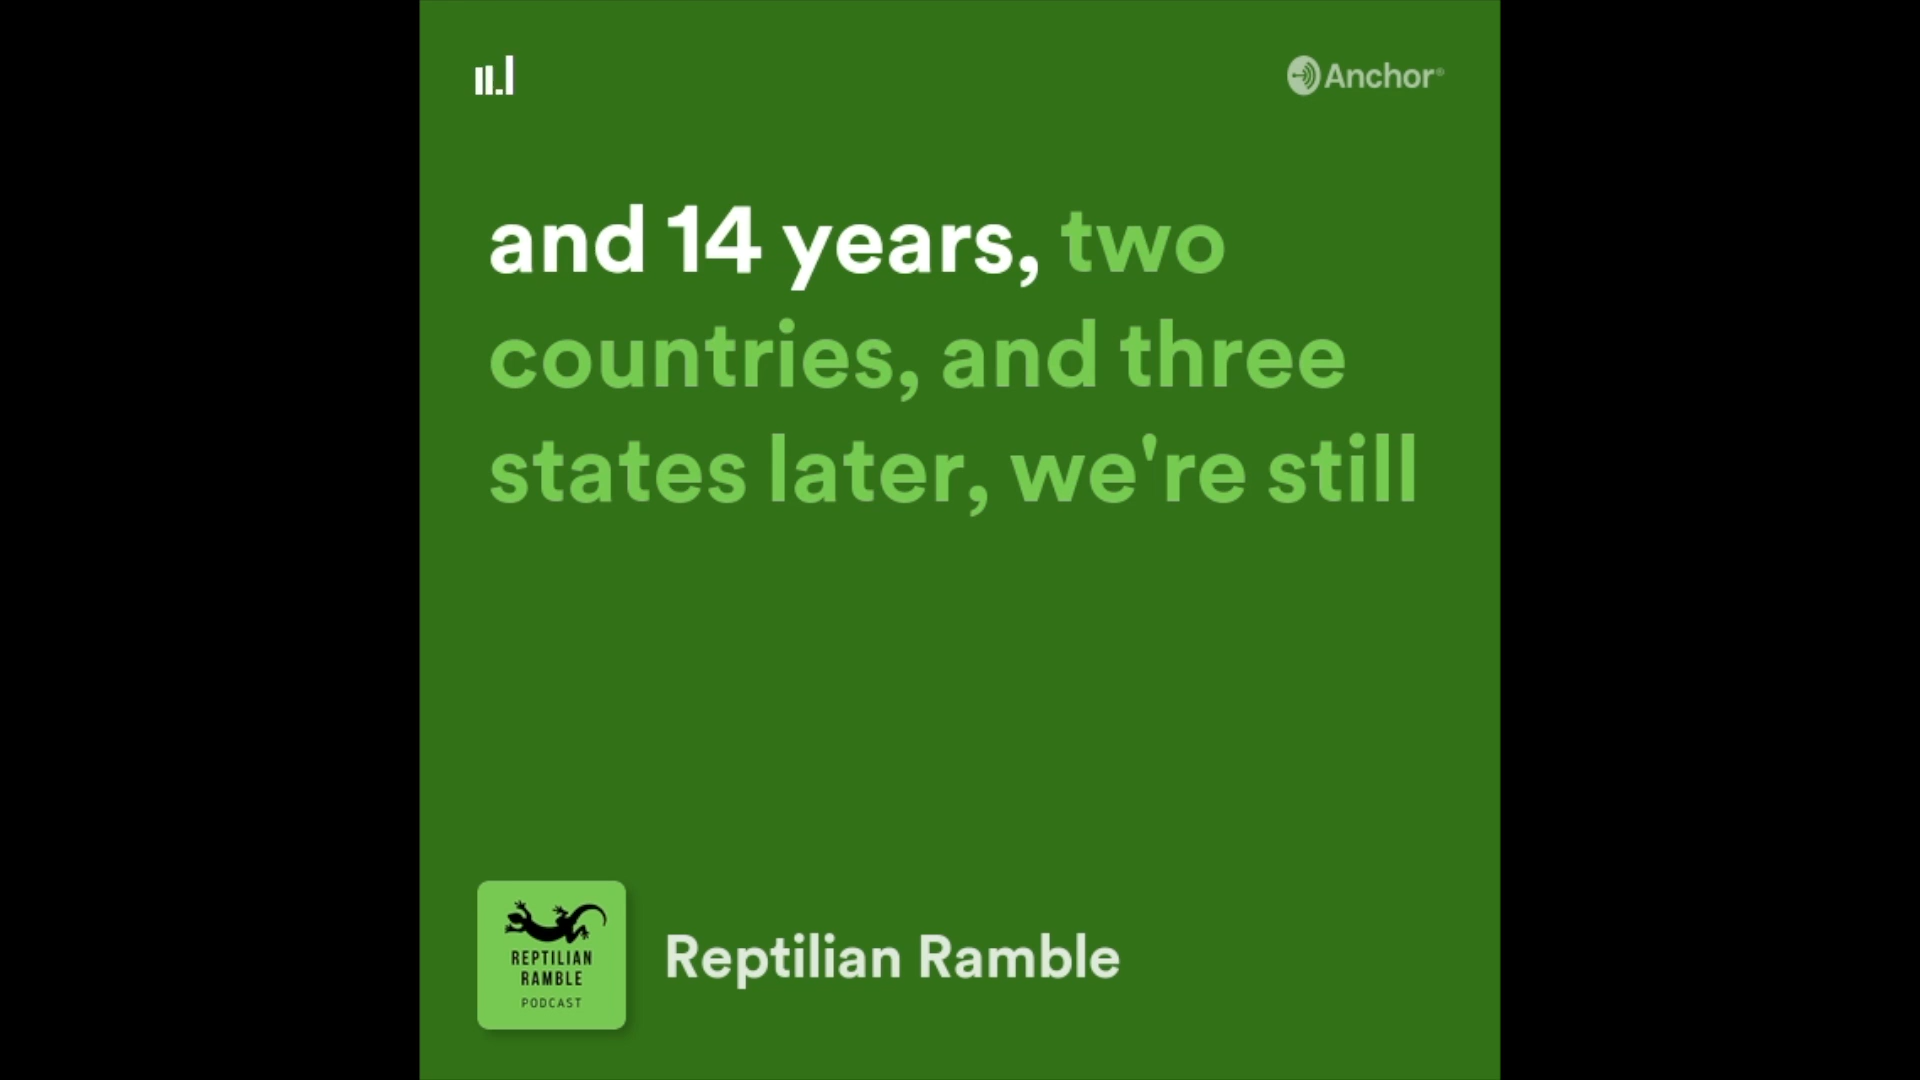 Anchor®
and 14 years, two
countries, and three
states later, we're still
REPTILIAN
RAMBLE
PODCAST
Reptilian Ramble